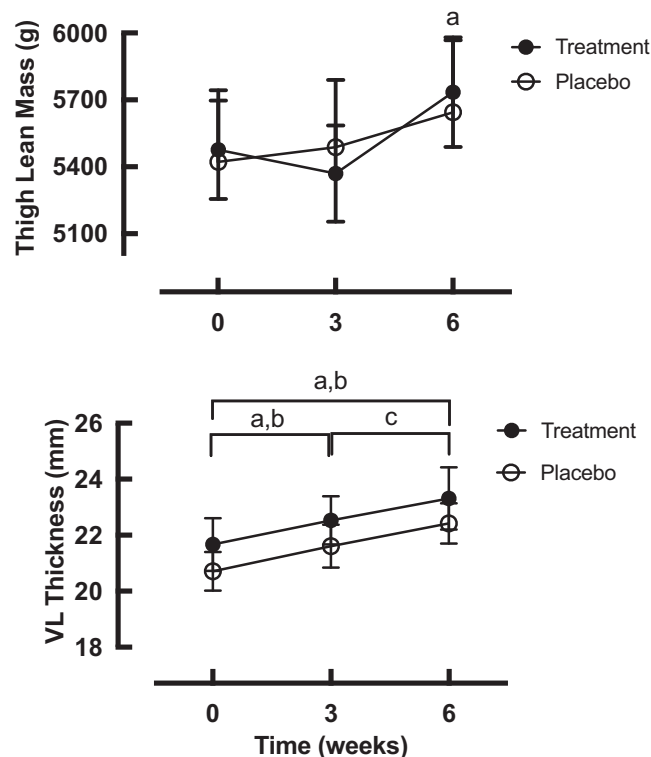 a
Thigh Lean Mass (g)
6000
5700
5400
5100
Treatment
Placebo
0 3 6
a,b
a,b c
VL Thickness (mm)
26
24
22
20
18
Treatment
Placebo
0 3 6
Time (weeks)